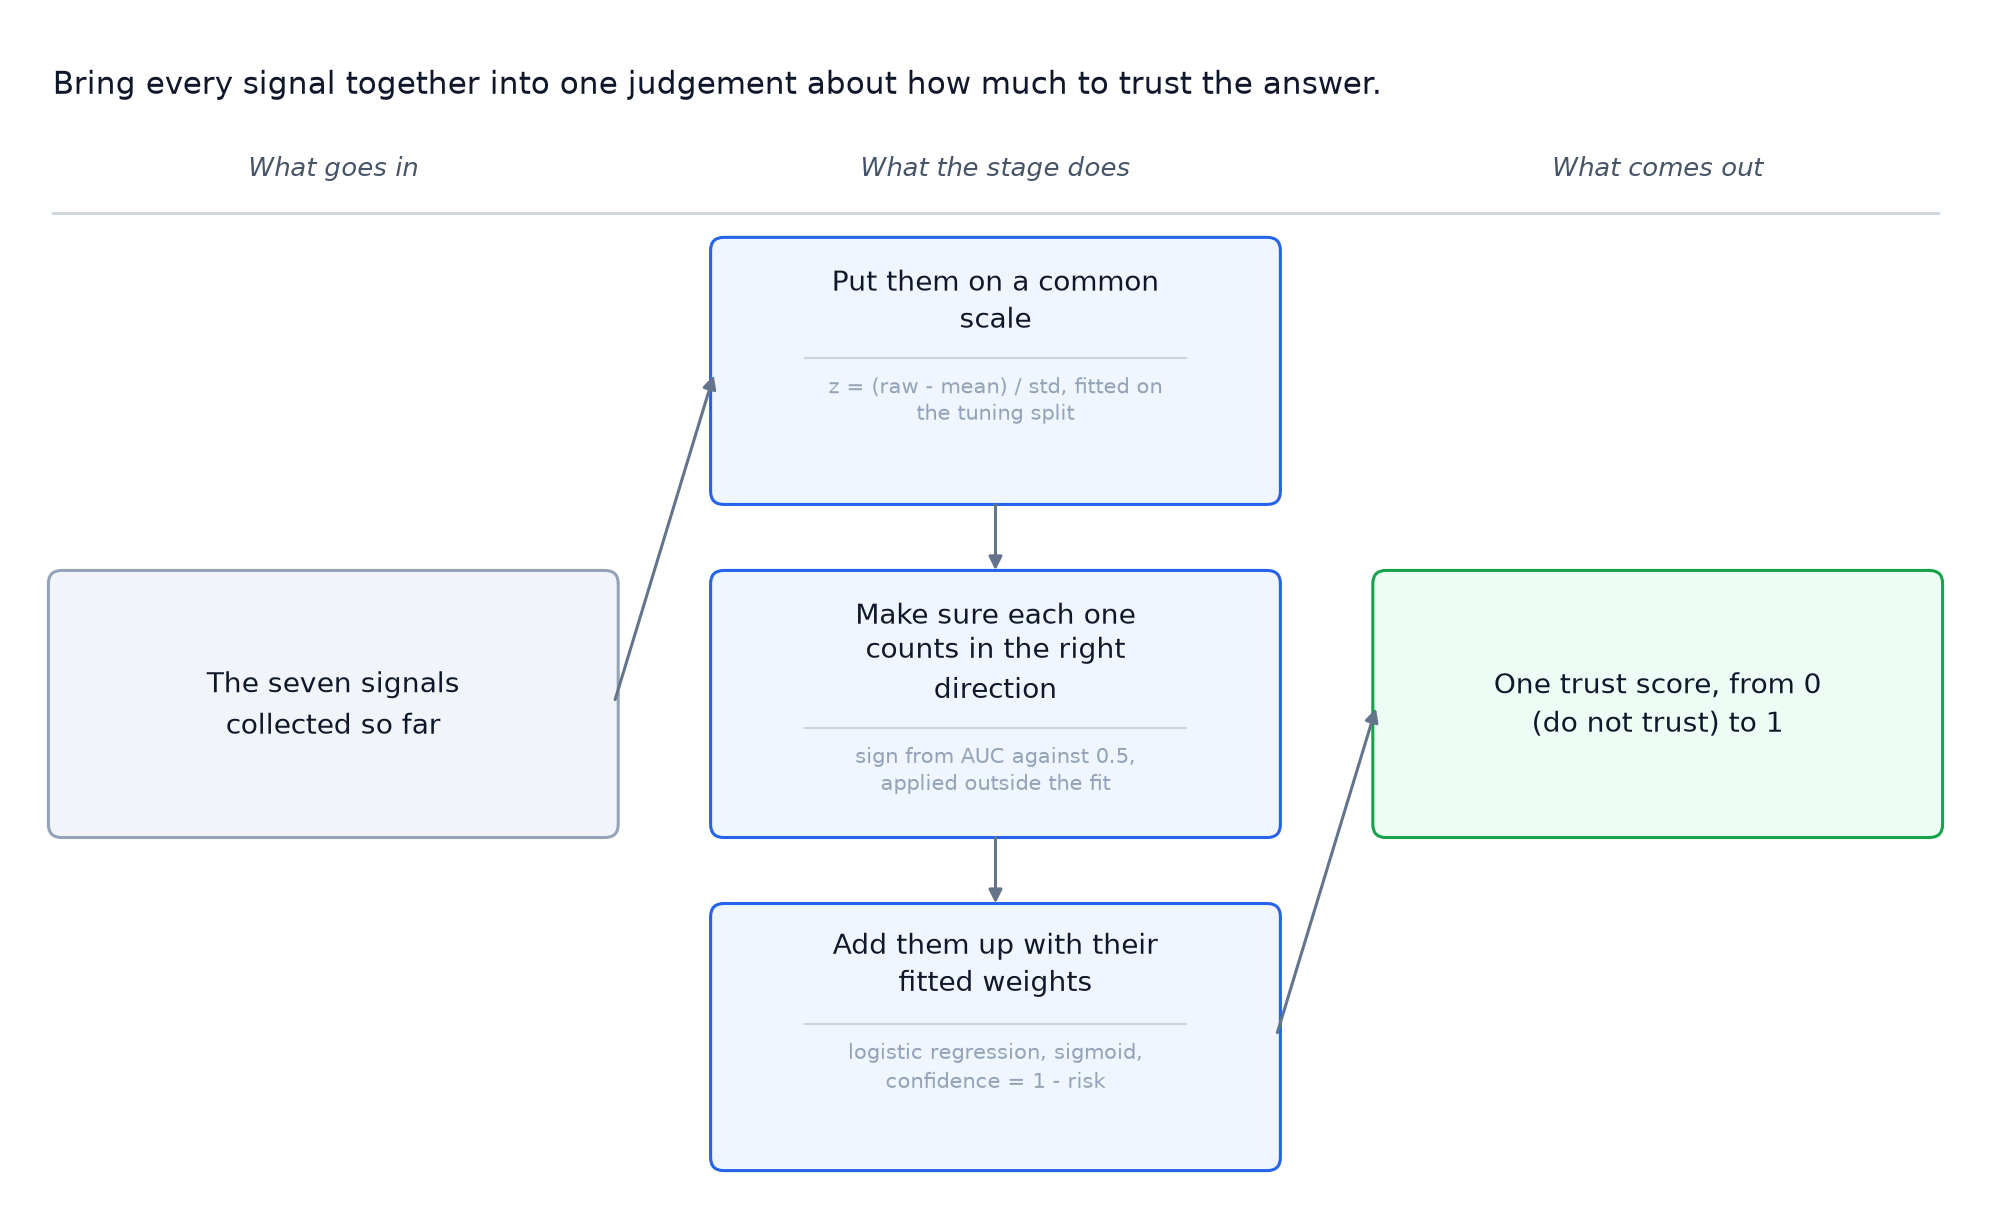 Bring every signal together into one judgement about how much to trust the answer.
What goes in
What the stage does
What comes out
Put them on a common
scale
z = (raw - mean) / std, fitted on
the tuning split
The seven signals
collected so far
Make sure each one
counts in the right
direction
sign from AUC against 0.5,
applied outside the fit
Add them up with their
fitted weights
logistic regression, sigmoid,
confidence = 1 - risk
One trust score, from 0
(do not trust) to 1